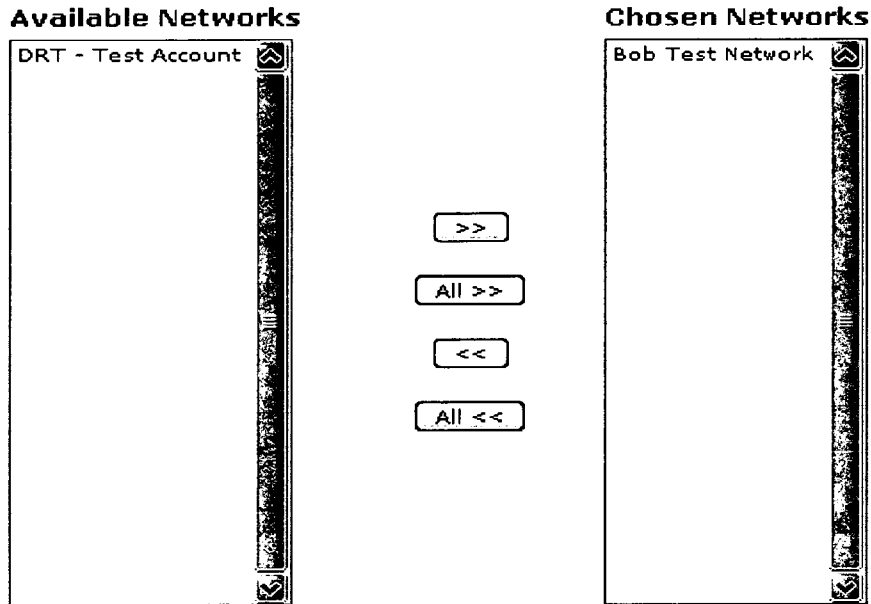 Available Networks
Chosen Networks
DRT - Test Account
Bob Test Network
>>
All >>
<<
All <<